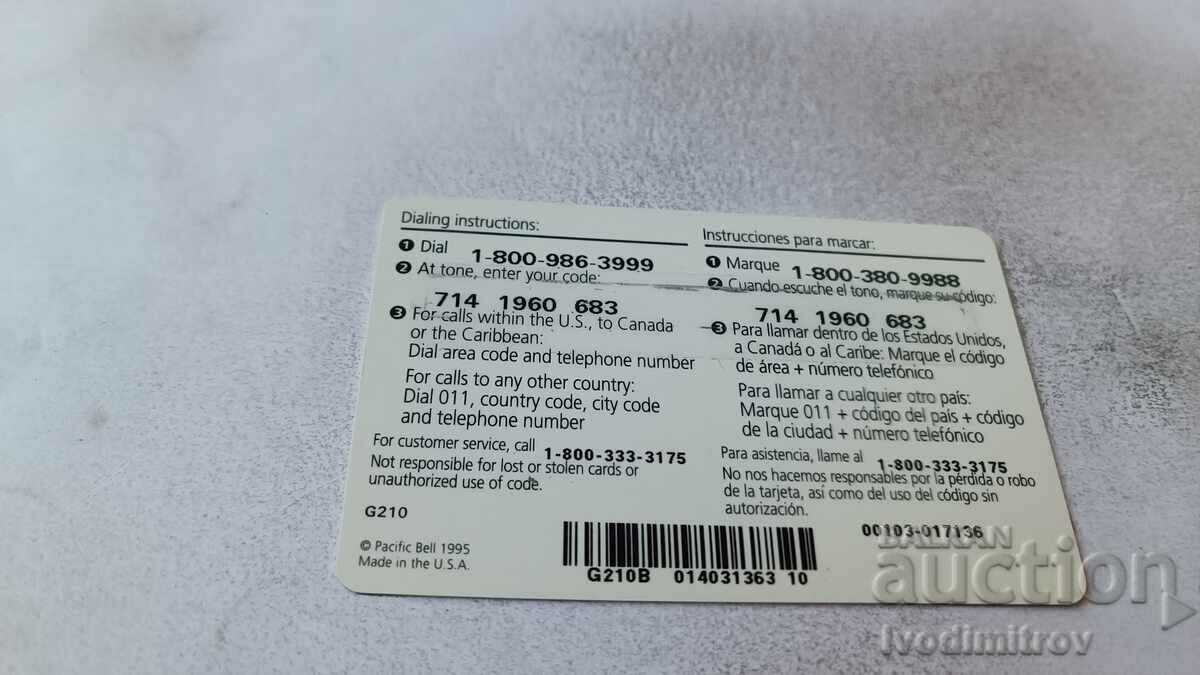 Dialing instructions:
❶ Dial 1-800-986-3999
❷ At tone, enter your code:
714 1960 683
❸ For calls within the U.S., to Canada
or the Caribbean:
Dial area code and telephone number
For calls to any other country:
Dial 011, country code, city code
and telephone number
For customer service, call 1-800-333-3175
Not responsible for lost or stolen cards or
unauthorized use of code.
G210
© Pacific Bell 1995
Made in the U.S.A.
Instrucciones para marcar:
❶ Marque 1-800-380-9988
❷ Cuando escuche el tono, marque su código:
714 1960 683
❸ Para llamar dentro de los Estados Unidos,
a Canadá o al Caribe: Marque el código
de área + número telefónico
Para llamar a cualquier otro país:
Marque 011 + código del país + código
de la ciudad + número telefónico
Para asistencia, llame al 1-800-333-3175
No nos hacemos responsables por la pérdida o robo
de la tarjeta, así como del uso del código sin
autorización.
00103-017136
G210B 014031363 10
BALKAN
auction
Ivodimitrov